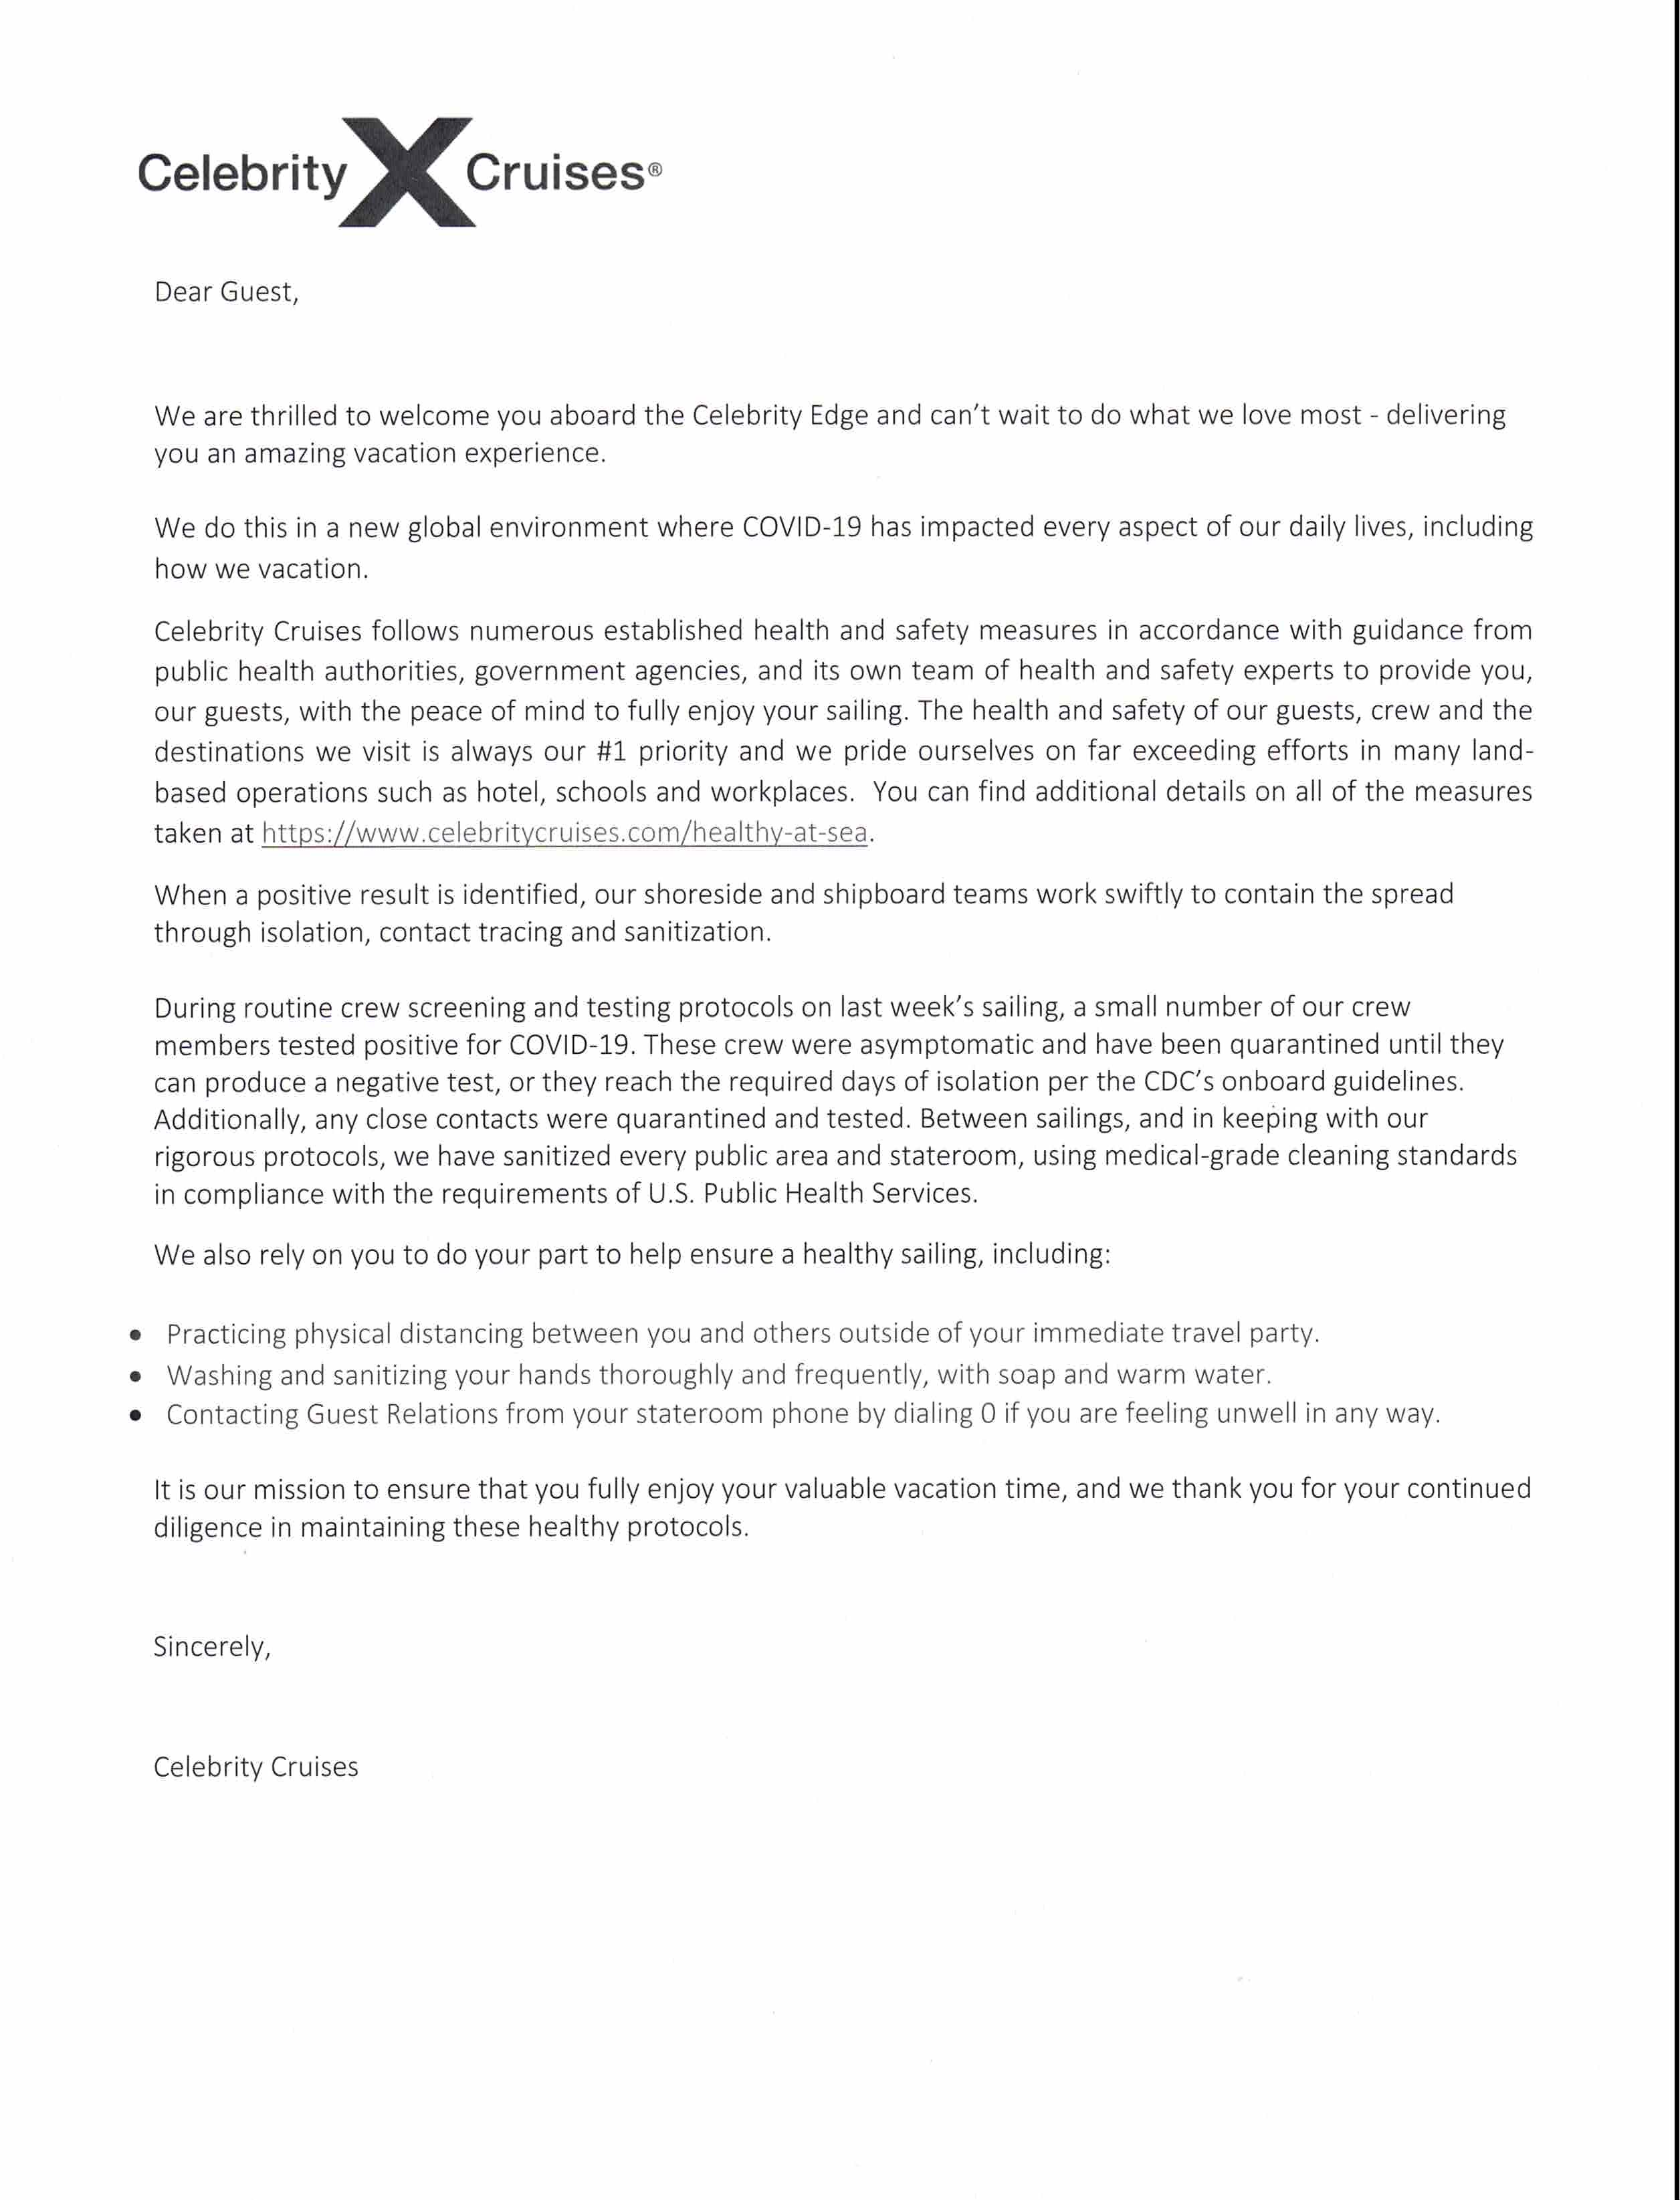 Celebrity X Cruises®
Dear Guest,
We are thrilled to welcome you aboard the Celebrity Edge and can't wait to do what we love most - delivering
you an amazing vacation experience.
We do this in a new global environment where COVID-19 has impacted every aspect of our daily lives, including
how we vacation.
Celebrity Cruises follows numerous established health and safety measures in accordance with guidance from
public health authorities, government agencies, and its own team of health and safety experts to provide you,
our guests, with the peace of mind to fully enjoy your sailing. The health and safety of our guests, crew and the
destinations we visit is always our #1 priority and we pride ourselves on far exceeding efforts in many land-
based operations such as hotel, schools and workplaces.  You can find additional details on all of the measures
taken at https://www.celebritycruises.com/healthy-at-sea.
When a positive result is identified, our shoreside and shipboard teams work swiftly to contain the spread
through isolation, contact tracing and sanitization.
During routine crew screening and testing protocols on last week's sailing, a small number of our crew
members tested positive for COVID-19. These crew were asymptomatic and have been quarantined until they
can produce a negative test, or they reach the required days of isolation per the CDC's onboard guidelines.
Additionally, any close contacts were quarantined and tested. Between sailings, and in keeping with our
rigorous protocols, we have sanitized every public area and stateroom, using medical-grade cleaning standards
in compliance with the requirements of U.S. Public Health Services.
We also rely on you to do your part to help ensure a healthy sailing, including:
• Practicing physical distancing between you and others outside of your immediate travel party.
• Washing and sanitizing your hands thoroughly and frequently, with soap and warm water.
• Contacting Guest Relations from your stateroom phone by dialing 0 if you are feeling unwell in any way.
It is our mission to ensure that you fully enjoy your valuable vacation time, and we thank you for your continued
diligence in maintaining these healthy protocols.
Sincerely,
Celebrity Cruises